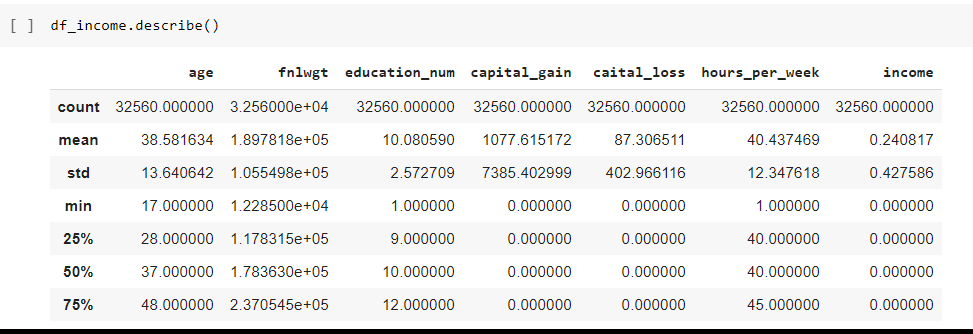 [ ] df_income.describe()
age fnlwgt education_num capital_gain caital_loss hours_per_week income
count 32560.000000 3.256000e+04 32560.000000 32560.000000 32560.000000 32560.000000 32560.000000
mean 38.581634 1.897818e+05 10.080590 1077.615172 87.306511 40.437469 0.240817
std 13.640642 1.055498e+05 2.572709 7385.402999 402.966116 12.347618 0.427586
min 17.000000 1.228500e+04 1.000000 0.000000 0.000000 1.000000 0.000000
25% 28.000000 1.178315e+05 9.000000 0.000000 0.000000 40.000000 0.000000
50% 37.000000 1.783630e+05 10.000000 0.000000 0.000000 40.000000 0.000000
75% 48.000000 2.370545e+05 12.000000 0.000000 0.000000 45.000000 0.000000